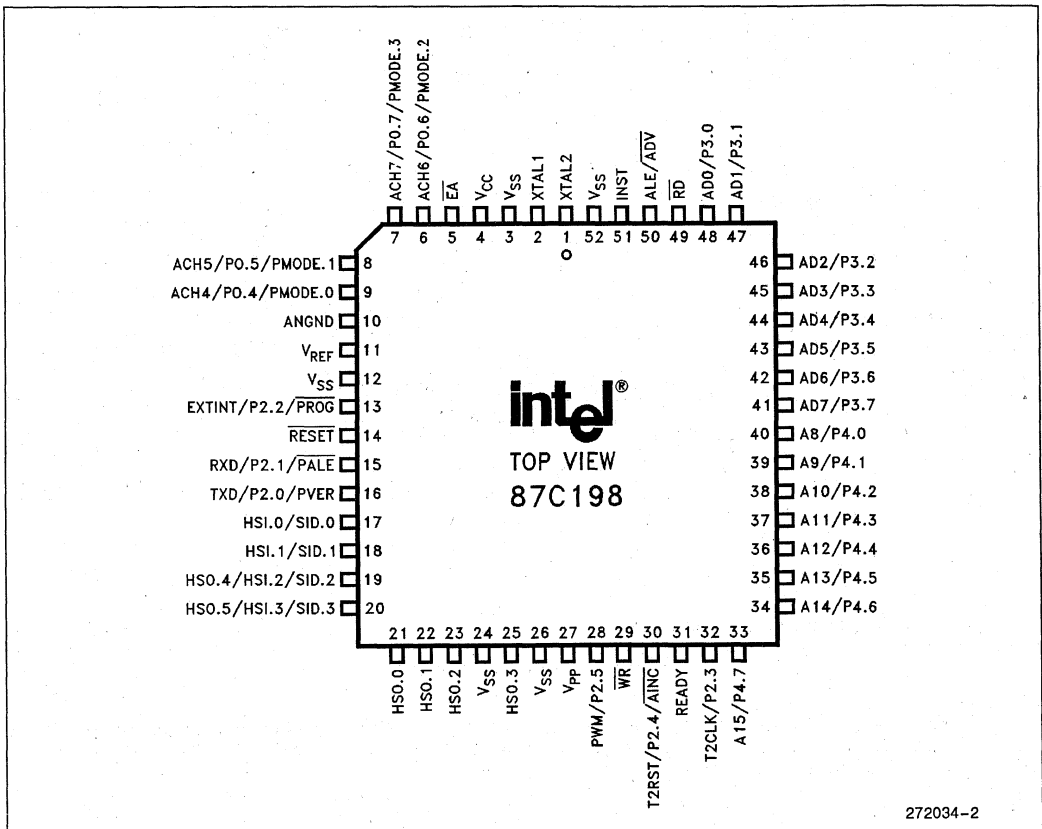 ACH7/P0.7/PMODE.3
ACH6/P0.6/PMODE.2
E̅A̅
VCC
VSS
XTAL1
XTAL2
VSS
INST
ALE/A̅D̅V̅
R̅D̅
AD0/P3.0
AD1/P3.1
7 6 5 4 3 2 1 52 51 50 49 48 47
ACH5/P0.5/PMODE.1 8
ACH4/P0.4/PMODE.0 9
ANGND 10
VREF 11
VSS 12
EXTINT/P2.2/P̅R̅O̅G̅ 13
R̅E̅S̅E̅T̅ 14
RXD/P2.1/P̅A̅L̅E̅ 15
TXD/P2.0/PVER 16
HSI.0/SID.0 17
HSI.1/SID.1 18
HSO.4/HSI.2/SID.2 19
HSO.5/HSI.3/SID.3 20
intel®
TOP VIEW
87C198
46 AD2/P3.2
45 AD3/P3.3
44 AD4/P3.4
43 AD5/P3.5
42 AD6/P3.6
41 AD7/P3.7
40 A8/P4.0
39 A9/P4.1
38 A10/P4.2
37 A11/P4.3
36 A12/P4.4
35 A13/P4.5
34 A14/P4.6
21 22 23 24 25 26 27 28 29 30 31 32 33
HSO.0
HSO.1
HSO.2
VSS
HSO.3
VSS
VPP
PWM/P2.5
W̅R̅
T2RST/P2.4/A̅I̅N̅C̅
READY
T2CLK/P2.3
A15/P4.7
272034-2